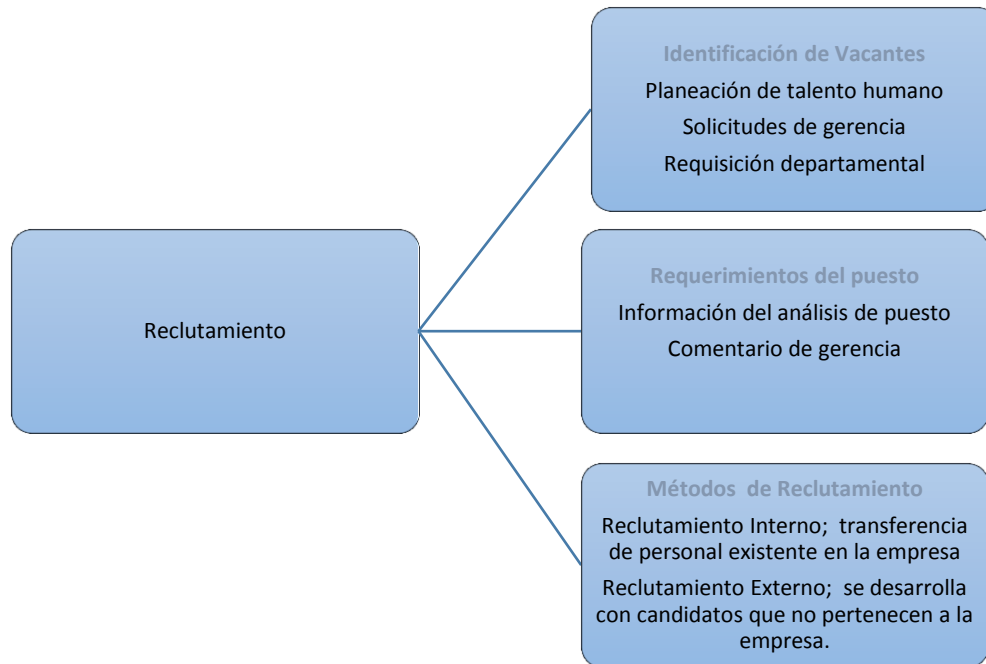 Identificación de Vacantes
Planeación de talento humano
Solicitudes de gerencia
Requisición departamental
Reclutamiento
Requerimientos del puesto
Información del análisis de puesto
Comentario de gerencia
Métodos de Reclutamiento
Reclutamiento Interno; transferencia
de personal existente en la empresa
Reclutamiento Externo; se desarrolla
con candidatos que no pertenecen a la
empresa.